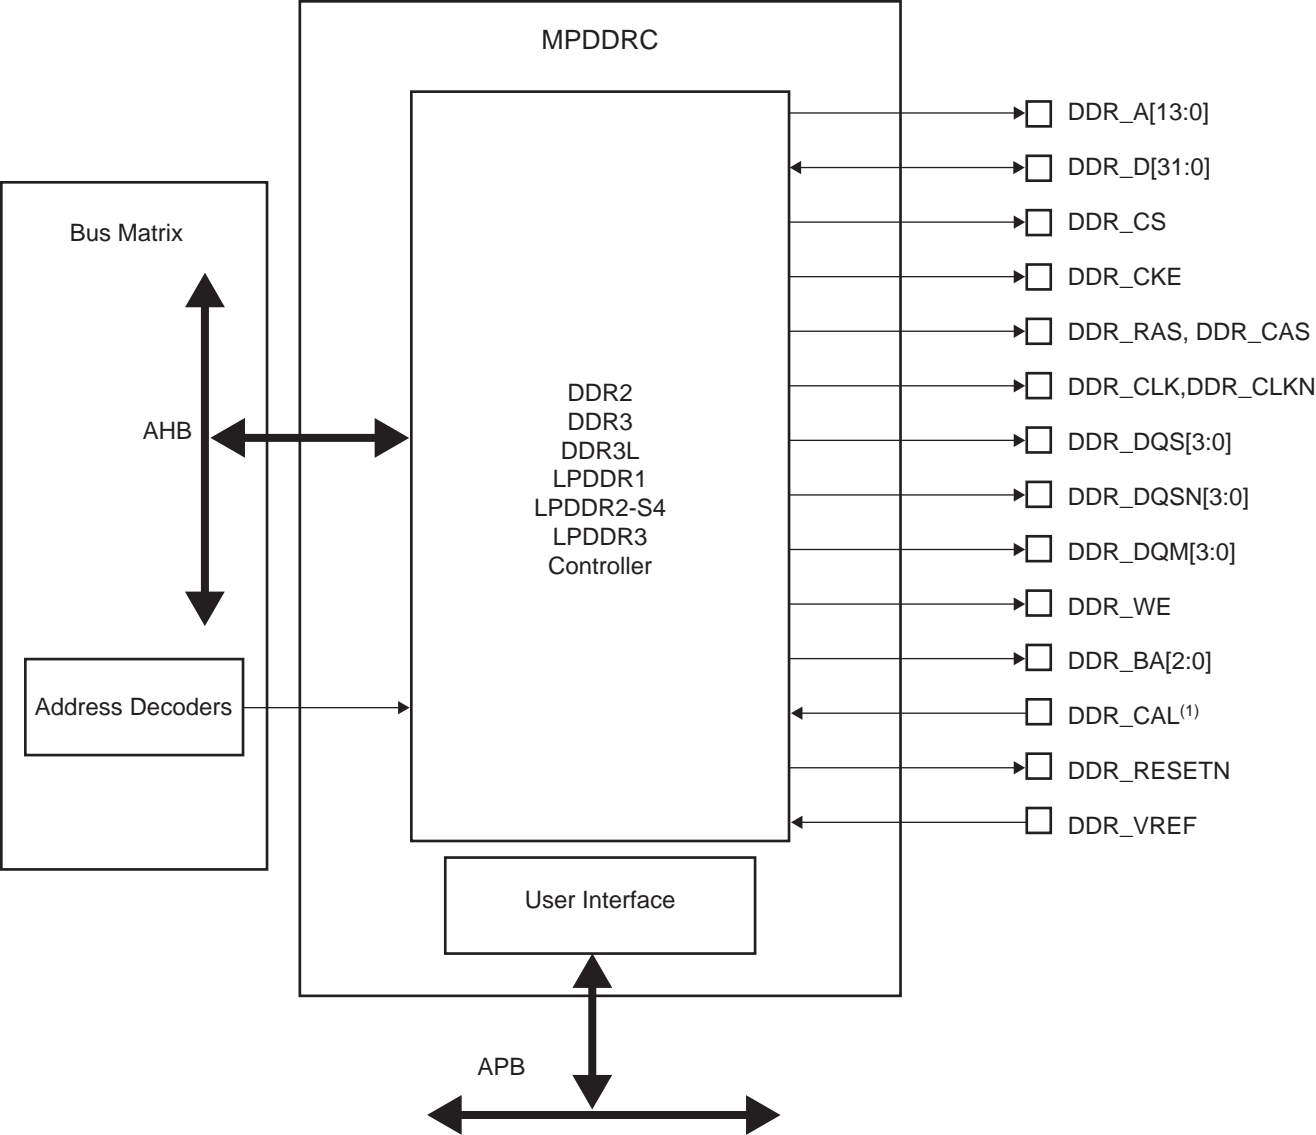 MPDDRC
Bus Matrix
AHB
Address Decoders
DDR2
DDR3
DDR3L
LPDDR1
LPDDR2-S4
LPDDR3
Controller
User Interface
APB
DDR_A[13:0]
DDR_D[31:0]
DDR_CS
DDR_CKE
DDR_RAS, DDR_CAS
DDR_CLK,DDR_CLKN
DDR_DQS[3:0]
DDR_DQSN[3:0]
DDR_DQM[3:0]
DDR_WE
DDR_BA[2:0]
DDR_CAL(1)
DDR_RESETN
DDR_VREF